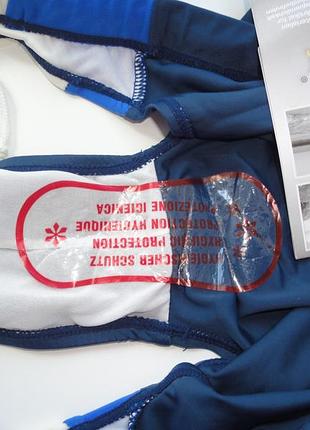 HYGIENISCHER SCHUTZ
HYGIENIC PROTECTION
PROTECTION HYGIENIQUE
PROTEZIONE IGIENICA